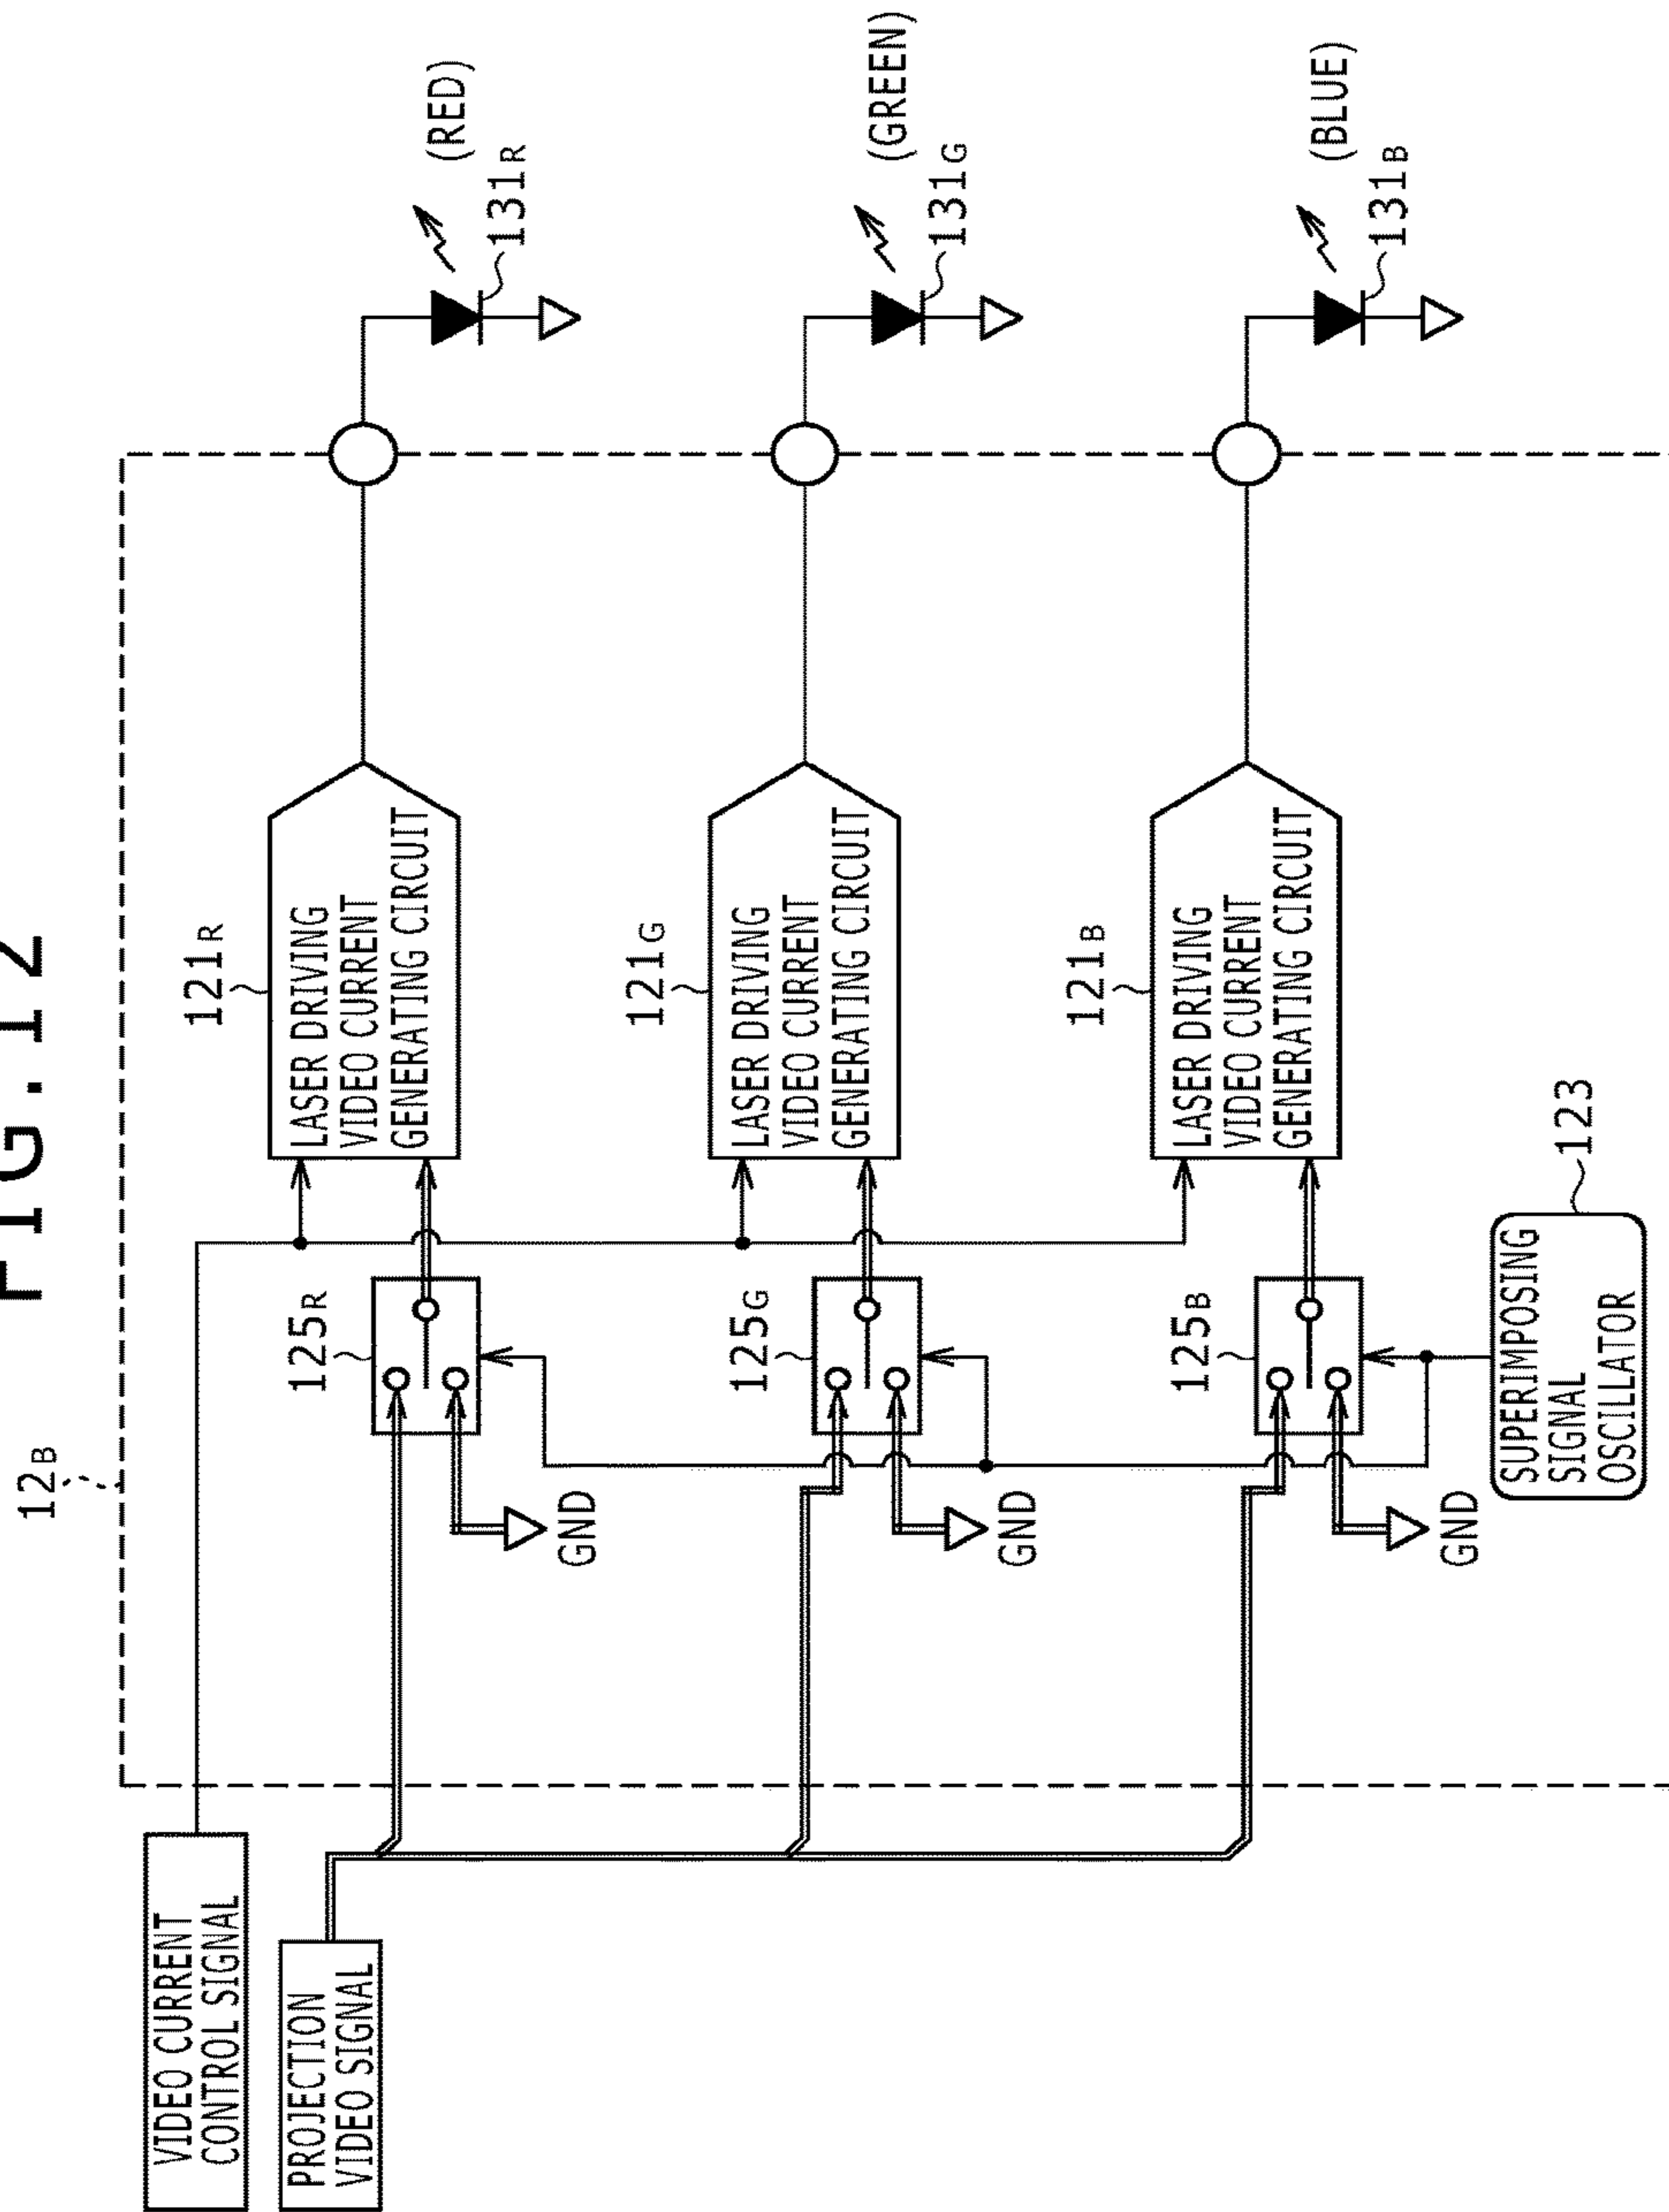 FIG.12
12B
VIDEO CURRENT
CONTROL SIGNAL
PROJECTION
VIDEO SIGNAL
121R
LASER DRIVING
VIDEO CURRENT
GENERATING CIRCUIT
125R
GND
(RED)
131R
121G
LASER DRIVING
VIDEO CURRENT
GENERATING CIRCUIT
125G
GND
(GREEN)
131G
121B
LASER DRIVING
VIDEO CURRENT
GENERATING CIRCUIT
125B
GND
(BLUE)
131B
SUPERIMPOSING
SIGNAL
OSCILLATOR
123